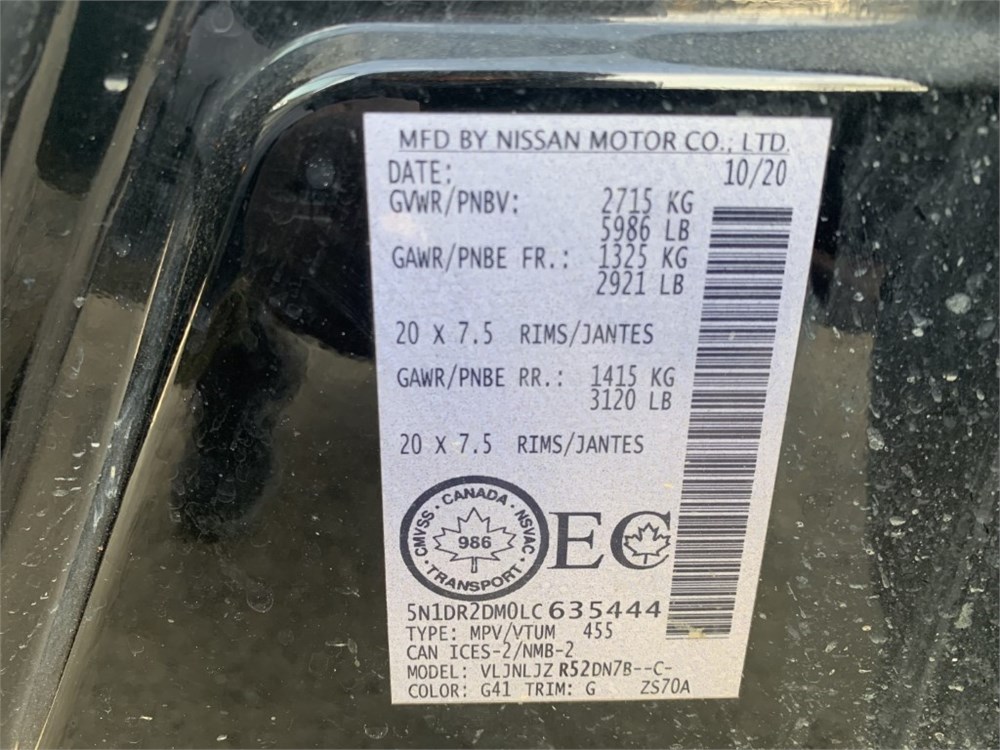 MFD BY NISSAN MOTOR CO., LTD.
DATE: 10/20
GVWR/PNBV: 2715 KG
5986 LB
GAWR/PNBE FR.: 1325 KG
2921 LB
20 X 7.5 RIMS/JANTES
GAWR/PNBE RR.: 1415 KG
3120 LB
20 X 7.5 RIMS/JANTES
CMVSS · CANADA · NSVAC · TRANSPORT ·
986
EC
5N1DR2DM0LC635444
TYPE: MPV/VTUM 455
CAN ICES-2/NMB-2
MODEL: VLJNLJZ R52DN7B--C-
COLOR: G41 TRIM: G ZS70A